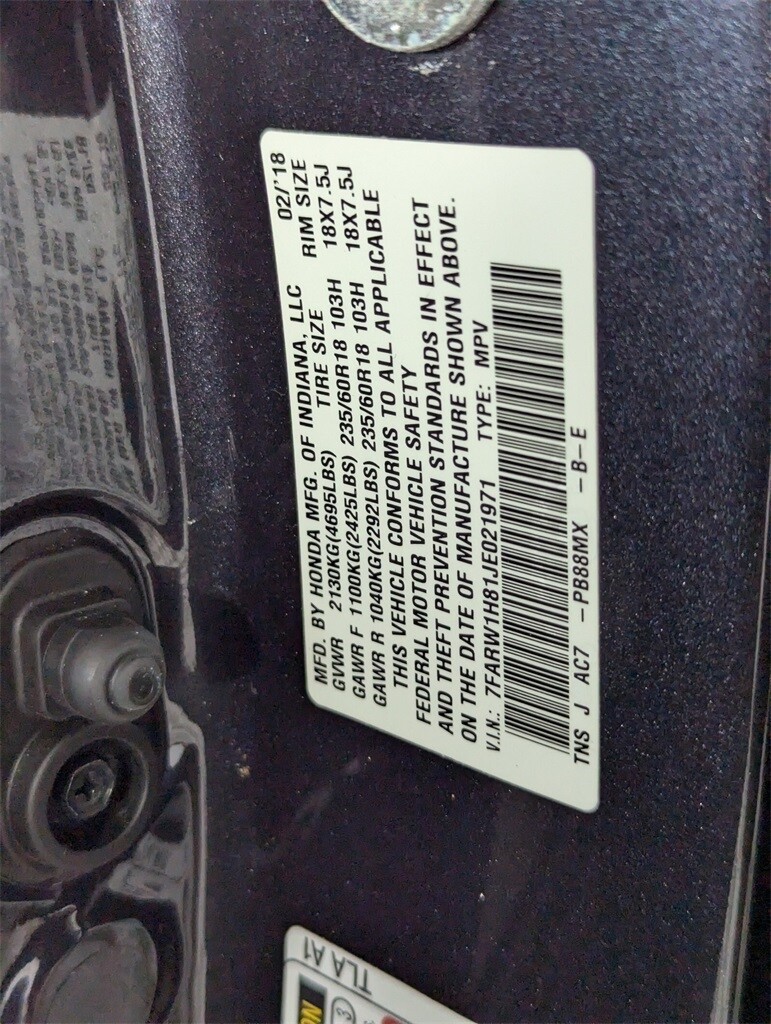 MFD. BY HONDA MFG. OF INDIANA, LLC 02/'18
GVWR 2130KG(4695LBS) TIRE SIZE RIM SIZE
GAWR F 1100KG(2425LBS) 235/60R18 103H 18X7.5J
GAWR R 1040KG(2292LBS) 235/60R18 103H 18X7.5J
THIS VEHICLE CONFORMS TO ALL APPLICABLE
FEDERAL MOTOR VEHICLE SAFETY
AND THEFT PREVENTION STANDARDS IN EFFECT
ON THE DATE OF MANUFACTURE SHOWN ABOVE.
V.I.N.: 7FARW1H81JE021971 TYPE: MPV
TNS J AC7 -PB88MX -B-E
TLA A1
3